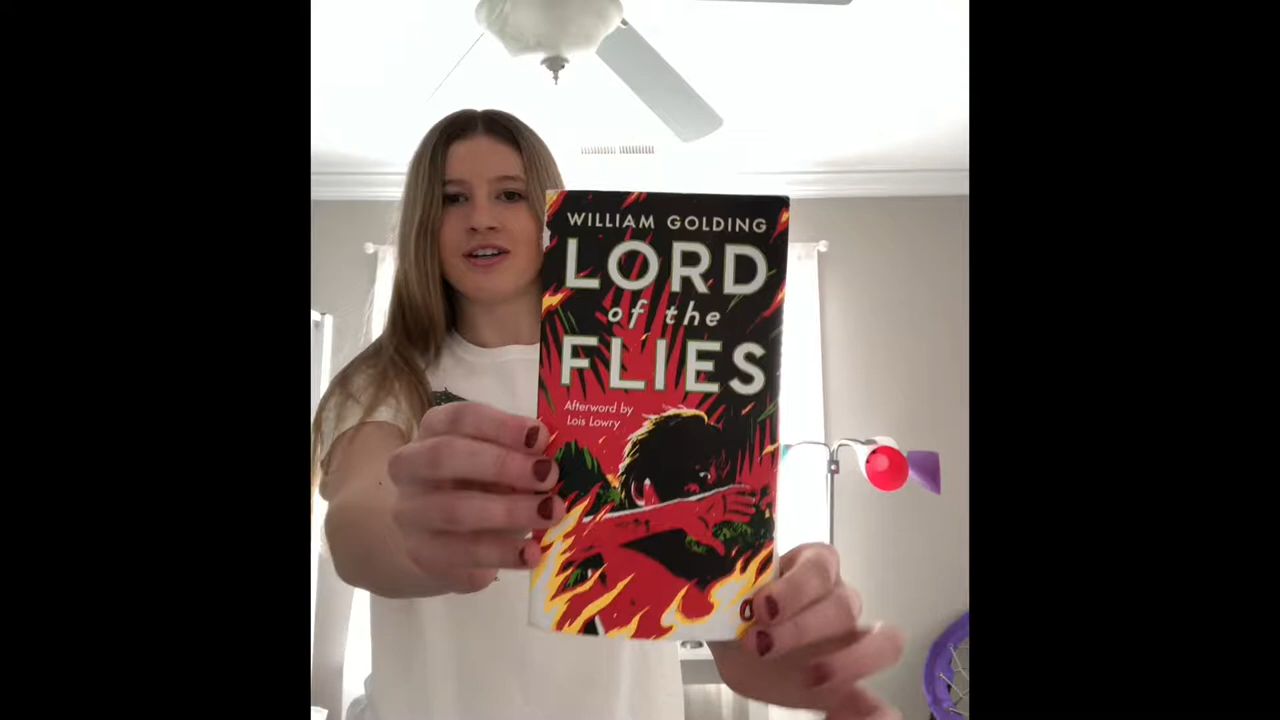 WILLIAM GOLDING
LORD
of the
FLIES
Afterword by
Lois Lowry